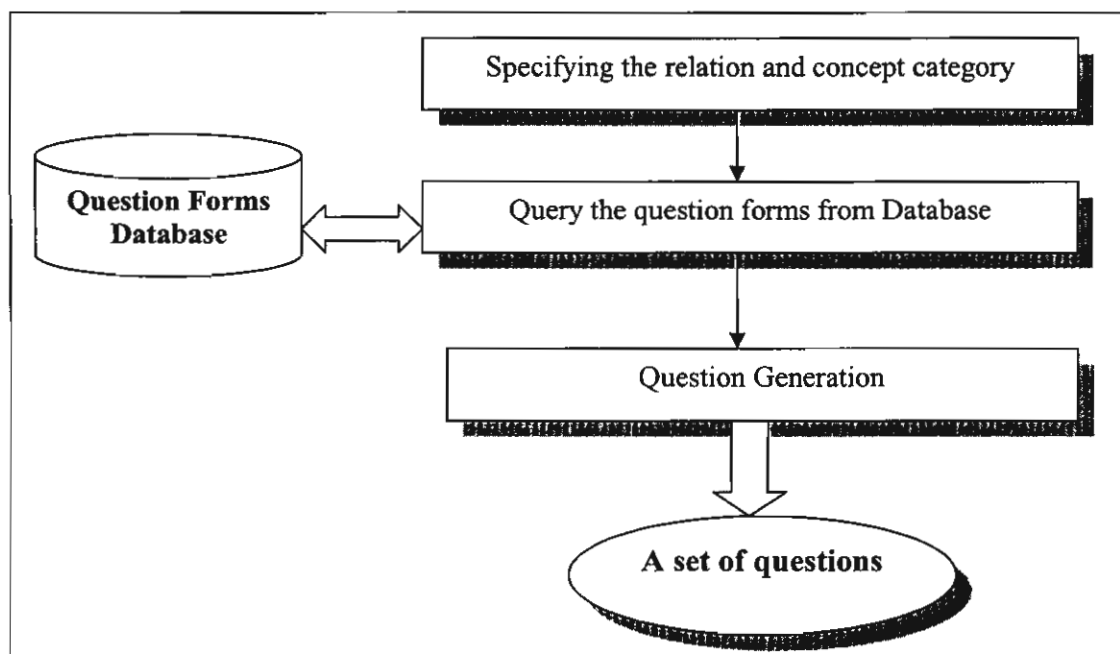 Specifying the relation and concept category
Question Forms
Database
Query the question forms from Database
Question Generation
A set of questions